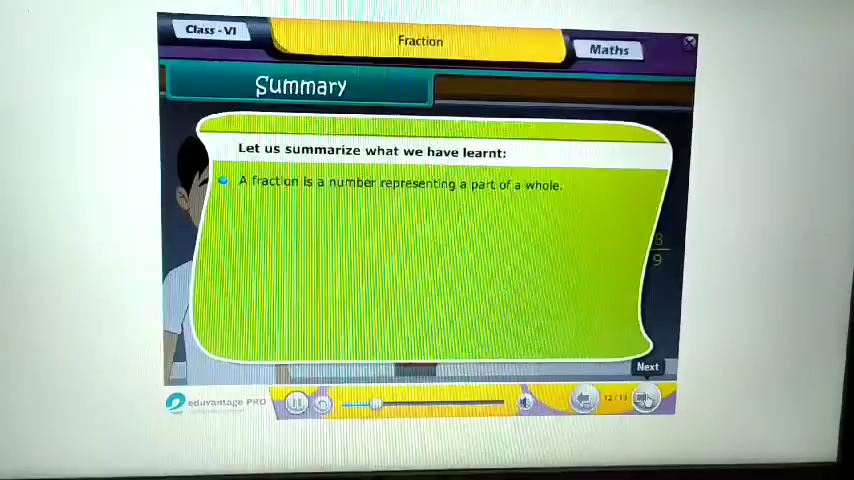 Class - VI
Fraction
Maths
Summary
Let us summarize what we have learnt:
A fraction is a number representing a part of a whole.
3
9
Next
eduvantage PRO
12 / 13